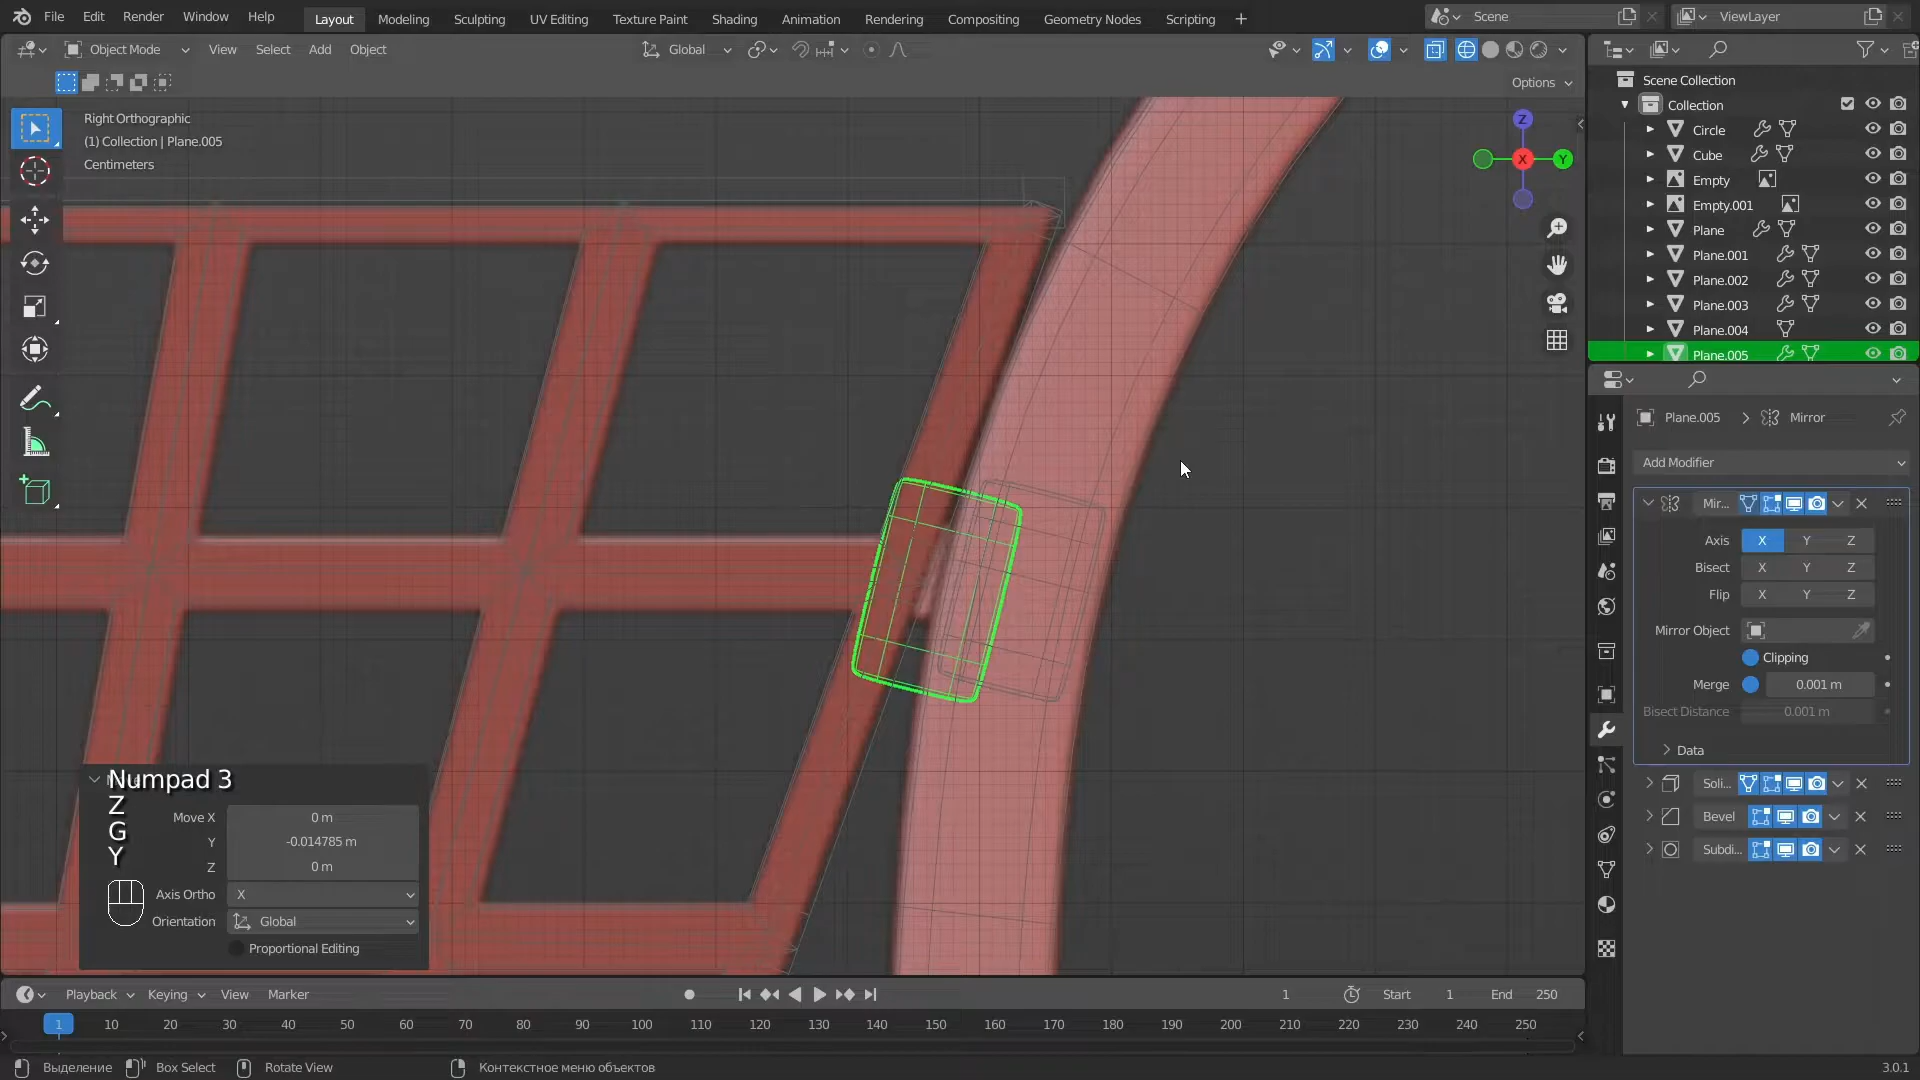 File Edit Render Window Help Layout Modeling Sculpting UV Editing Texture Paint Shading Animation Rendering Compositing Geometry Nodes Scripting + Scene ViewLayer
Object Mode View Select Add Object Global
Options
Right Orthographic
(1) Collection | Plane.005
Centimeters
Z
X
Y
Scene Collection
Collection
Circle
Cube
Empty
Empty.001
Plane
Plane.001
Plane.002
Plane.003
Plane.004
Plane.005
Plane.005 > Mirror
Add Modifier
Mir...
Axis X Y Z
Bisect X Y Z
Flip X Y Z
Mirror Object
Clipping
Merge 0.001 m
Bisect Distance 0.001 m
Data
Soli...
Bevel
Subdi...
Numpad 3
Z
G
Y
Move X 0 m
Y -0.014785 m
Z 0 m
Axis Ortho X
Orientation Global
Proportional Editing
Playback Keying View Marker 1 Start 1 End 250
1 10 20 30 40 50 60 70 80 90 100 110 120 130 140 150 160 170 180 190 200 210 220 230 240 250
Выделение Box Select Rotate View Контекстное меню объектов 3.0.1